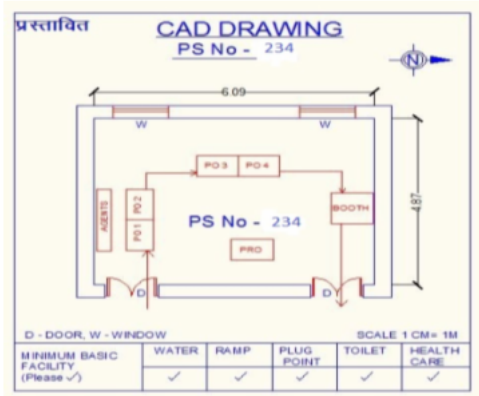 प्रस्तावित
CAD DRAWING
PS No - 234
N
6.09
W W
PO 3 PO 4
AGENTS
PO 1 PO 2
BOOTH
4.87
PS No - 234
PRO
D D
D - DOOR, W - WINDOW
SCALE 1 CM= 1M
MINIMUM BASIC FACILITY (Please ✓) WATER RAMP PLUG POINT TOILET HEALTH CARE
✓ ✓ ✓ ✓ ✓